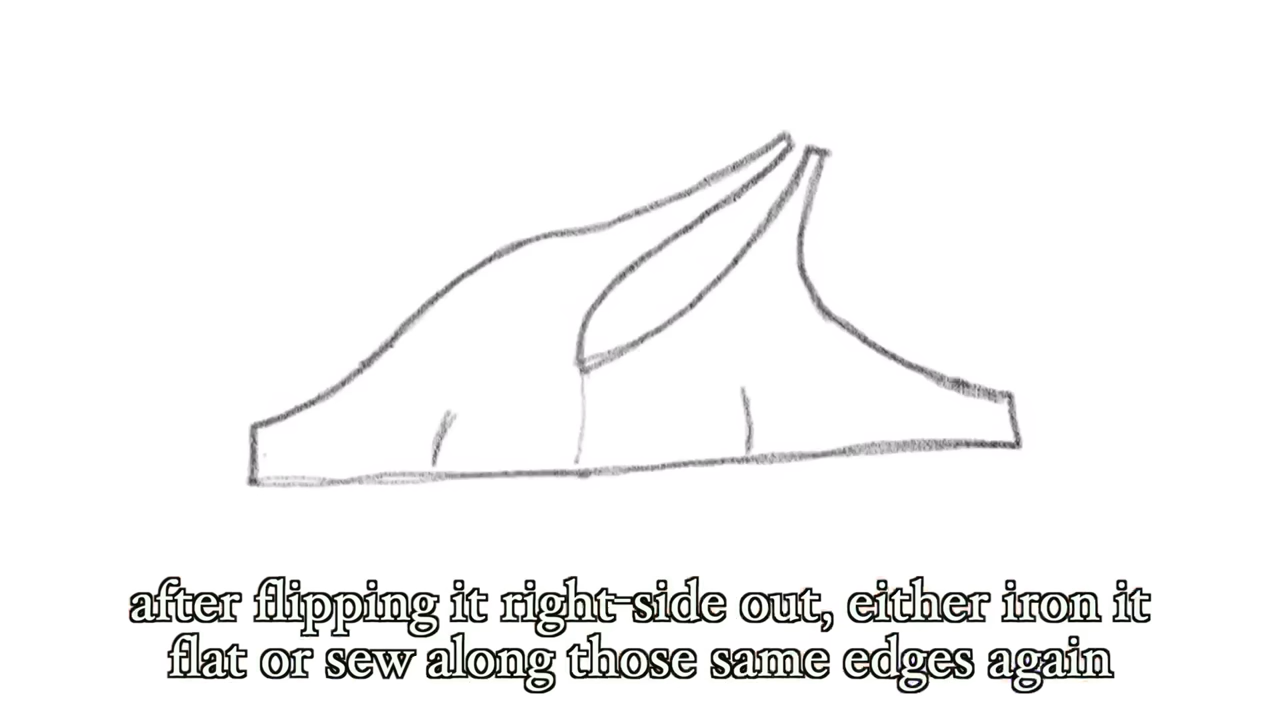 after flipping it right-side out, either iron it
flat or sew along those same edges again